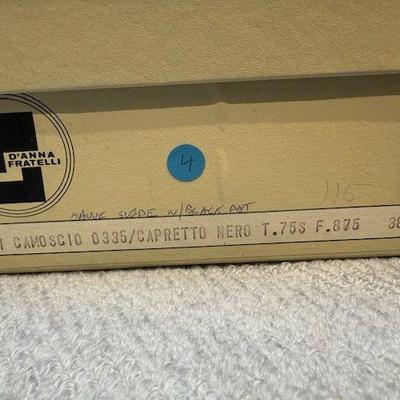 D'ANNA
FRATELLI
4
116
MAUVE SUEDE W/BLACK PAT
CAMOSCIO 0335/CAPRETTO NERO T.75S F.875 38